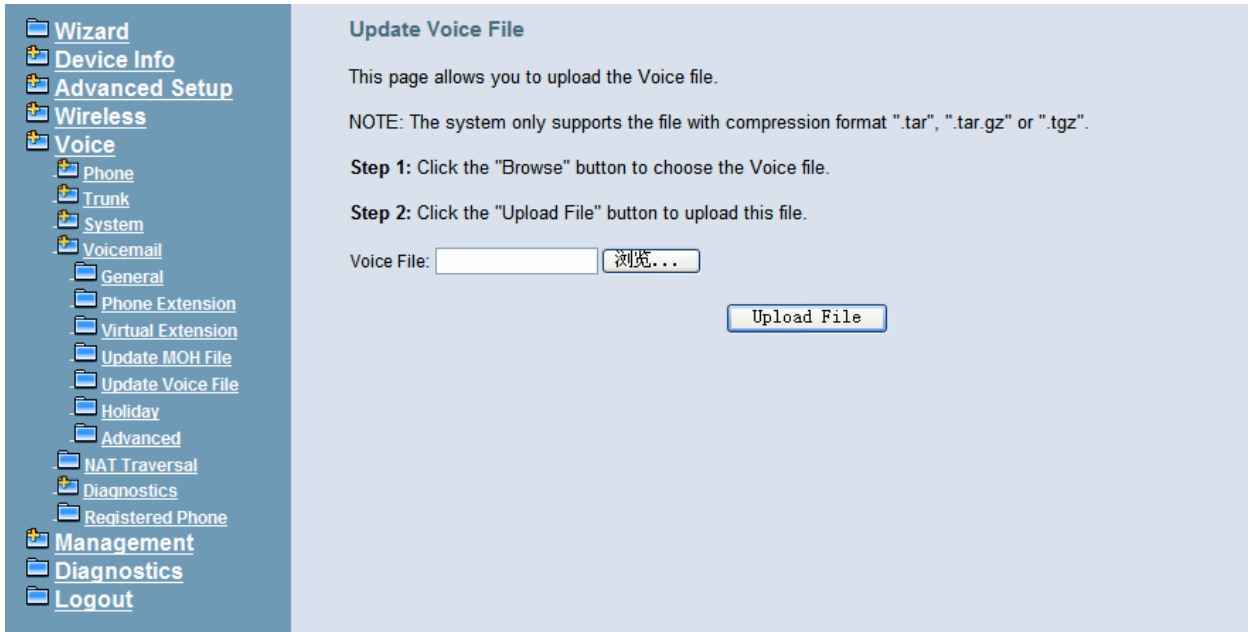 Wizard
Device Info
Advanced Setup
Wireless
Voice
Phone
Trunk
System
Voicemail
General
Phone Extension
Virtual Extension
Update MOH File
Update Voice File
Holiday
Advanced
NAT Traversal
Diagnostics
Registered Phone
Management
Diagnostics
Logout
Update Voice File
This page allows you to upload the Voice file.
NOTE: The system only supports the file with compression format ".tar", ".tar.gz" or ".tgz".
Step 1: Click the "Browse" button to choose the Voice file.
Step 2: Click the "Upload File" button to upload this file.
Voice File: 浏览...
Upload File